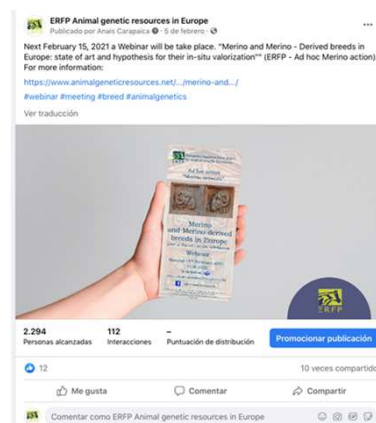 ERFP Animal genetic resources in Europe
Publicado por Anais Carapaica · 5 de febrero ·
Next February 15, 2021 a Webinar will be take place. "Merino and Merino - Derived breeds in
Europe: state of art and hypothesis for their in-situ valorization"" (ERFP - Ad hoc Merino action)
For more information:
https://www.animalgeneticresources.net/.../merino-and.../
#webinar #meeting #breed #animalgenetics
Ver traducción
ERFP
Ad hoc action
"Merino network"
Merino
and Merino-derived
breeds in Europe
Webinar
ERFP
2.294
Personas alcanzadas
112
Interacciones
–
Puntuación de distribución
Promocionar publicación
12
10 veces compartido
Me gusta
Comentar
Compartir
Comentar como ERFP Animal genetic resources in Europe